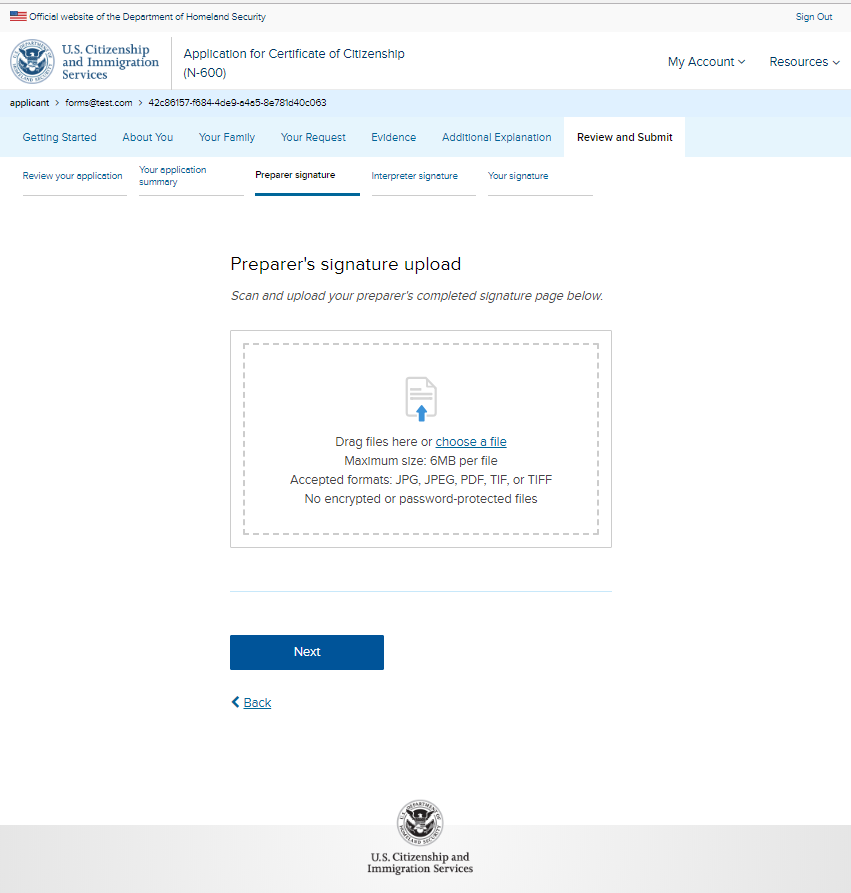 Official website of the Department of Homeland Security
Sign Out
U.S. Citizenship
and Immigration
Services
Application for Certificate of Citizenship
(N-600)
My Account
Resources
applicant > forms@test.com > 42c86157-f684-4de9-a4a5-8e781d40c063
Getting Started
About You
Your Family
Your Request
Evidence
Additional Explanation
Review and Submit
Review your application
Your application
summary
Preparer signature
Interpreter signature
Your signature
Preparer's signature upload
Scan and upload your preparer's completed signature page below.
Drag files here or choose a file
Maximum size: 6MB per file
Accepted formats: JPG, JPEG, PDF, TIF, or TIFF
No encrypted or password-protected files
Next
Back
U.S. Citizenship and
Immigration Services